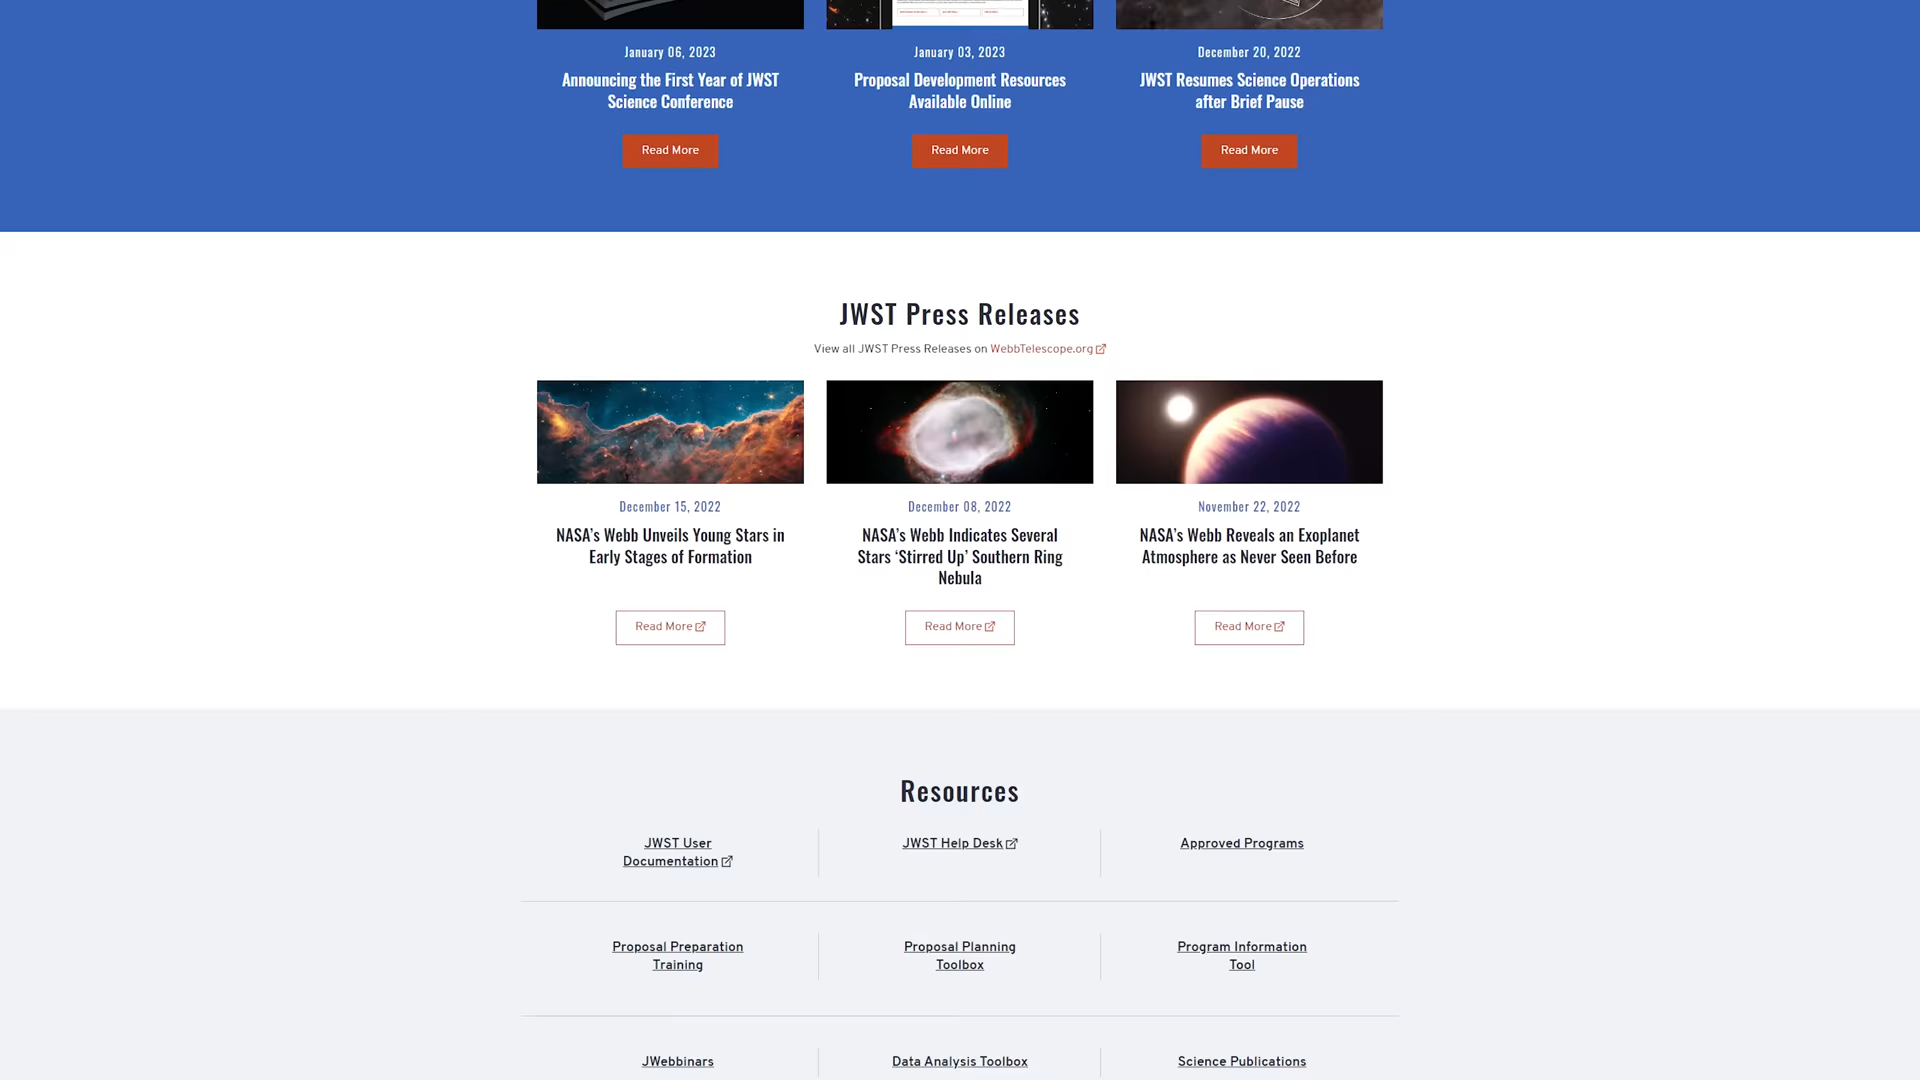 January 06, 2023
Announcing the First Year of JWST
Science Conference
Read More
January 03, 2023
Proposal Development Resources
Available Online
Read More
December 20, 2022
JWST Resumes Science Operations
after Brief Pause
Read More
JWST Press Releases
View all JWST Press Releases on WebbTelescope.org
December 15, 2022
NASA’s Webb Unveils Young Stars in
Early Stages of Formation
Read More
December 08, 2022
NASA’s Webb Indicates Several
Stars ‘Stirred Up’ Southern Ring
Nebula
Read More
November 22, 2022
NASA’s Webb Reveals an Exoplanet
Atmosphere as Never Seen Before
Read More
Resources
JWST User
Documentation
JWST Help Desk
Approved Programs
Proposal Preparation
Training
Proposal Planning
Toolbox
Program Information
Tool
JWebbinars
Data Analysis Toolbox
Science Publications